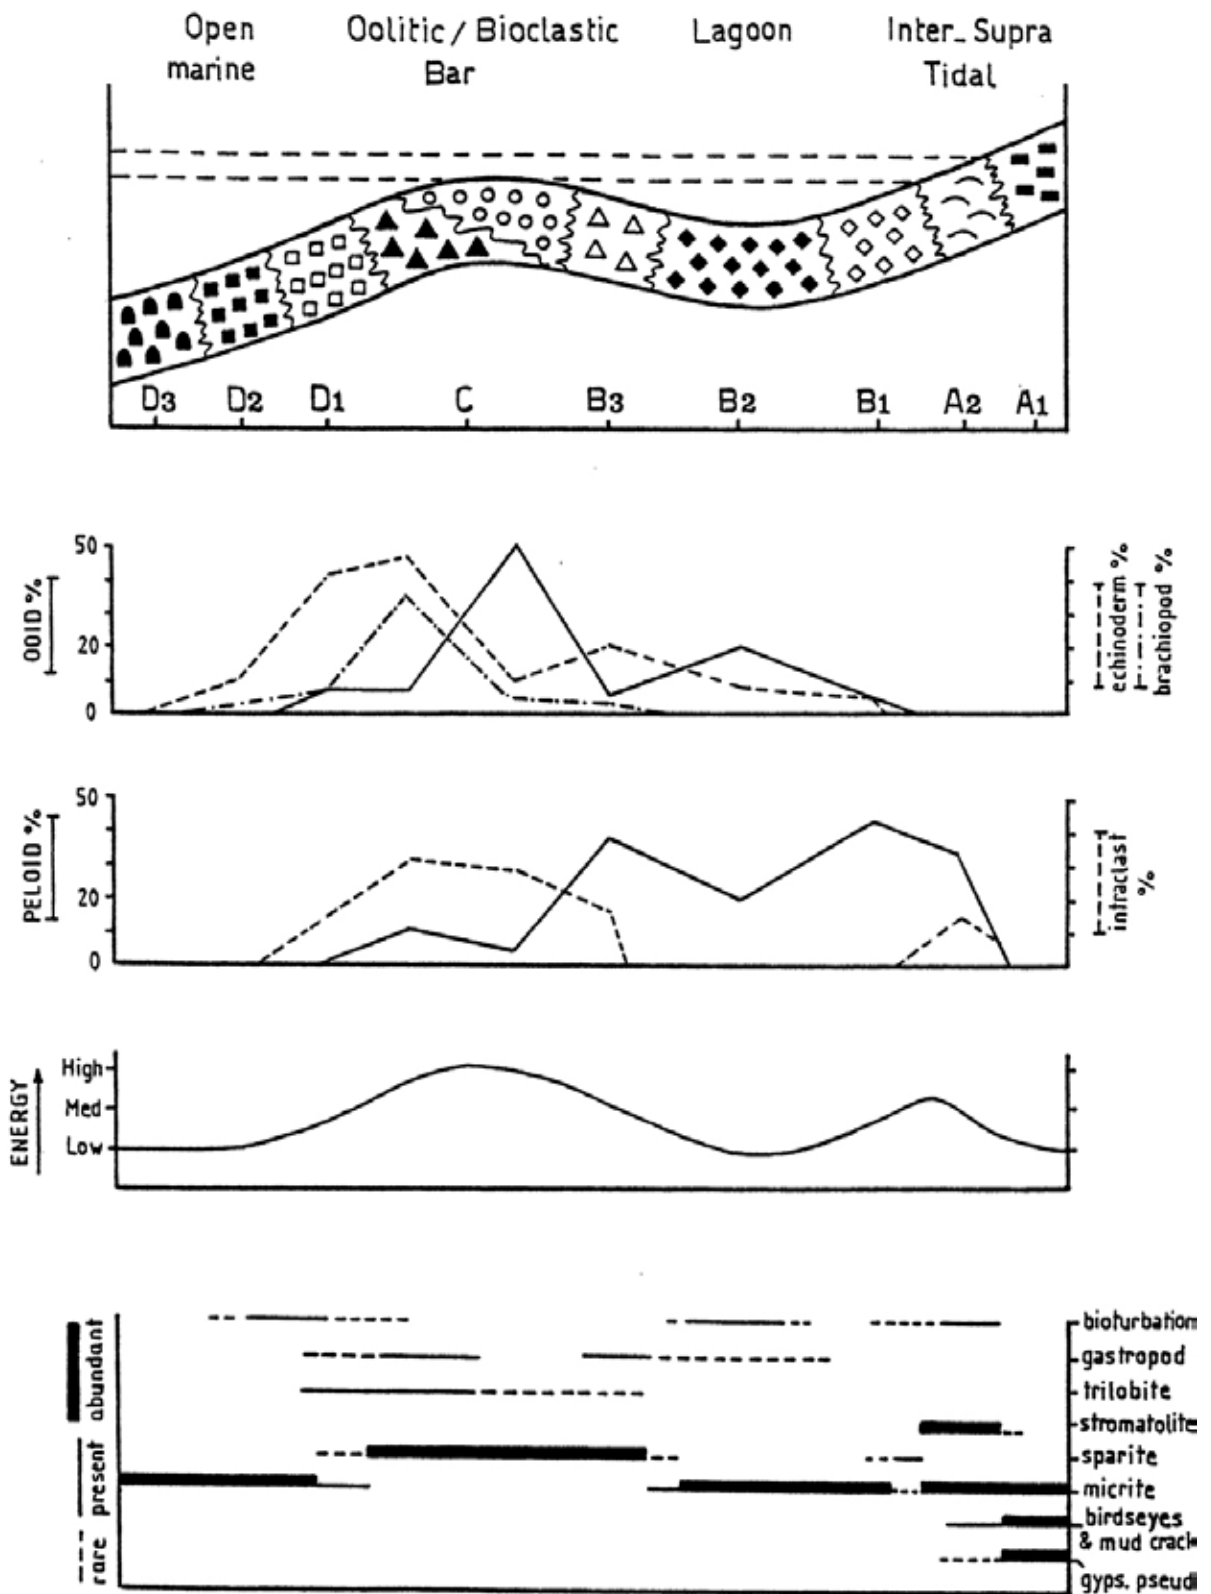 Open
marine
Oolitic / Bioclastic
Bar
Lagoon
Inter_ Supra
Tidal
D3 D2 D1 C B3 B2 B1 A2 A1
50
20
0
OOID %
echinoderm %
brachiopod %
50
20
0
PELOID %
intraclast
%
High
Med
Low
ENERGY
abundant
present
rare
bioturbation
gastropod
trilobite
stromatolite
sparite
micrite
birdseyes
& mud crack
gyps. pseud